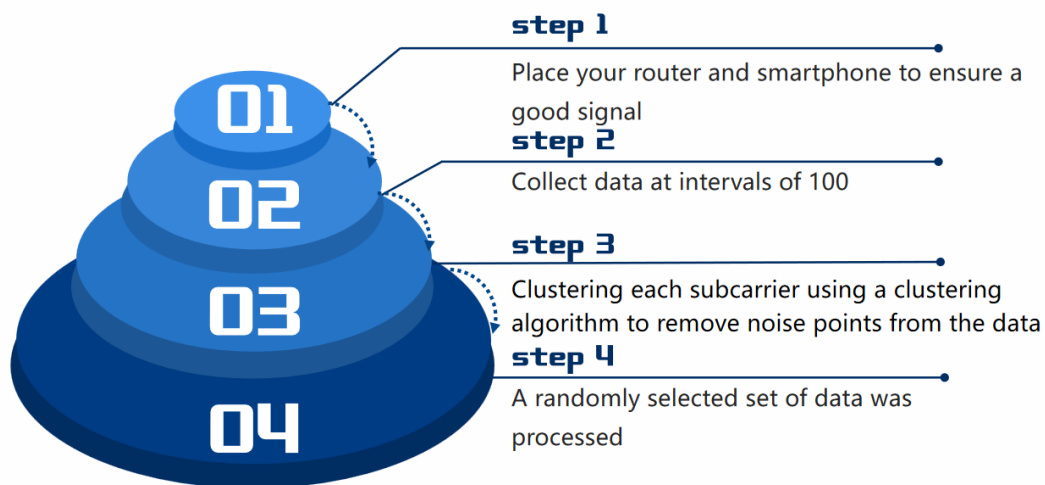 01
step 1
Place your router and smartphone to ensure a
good signal
02
step 2
Collect data at intervals of 100
03
step 3
Clustering each subcarrier using a clustering
algorithm to remove noise points from the data
04
step 4
A randomly selected set of data was
processed